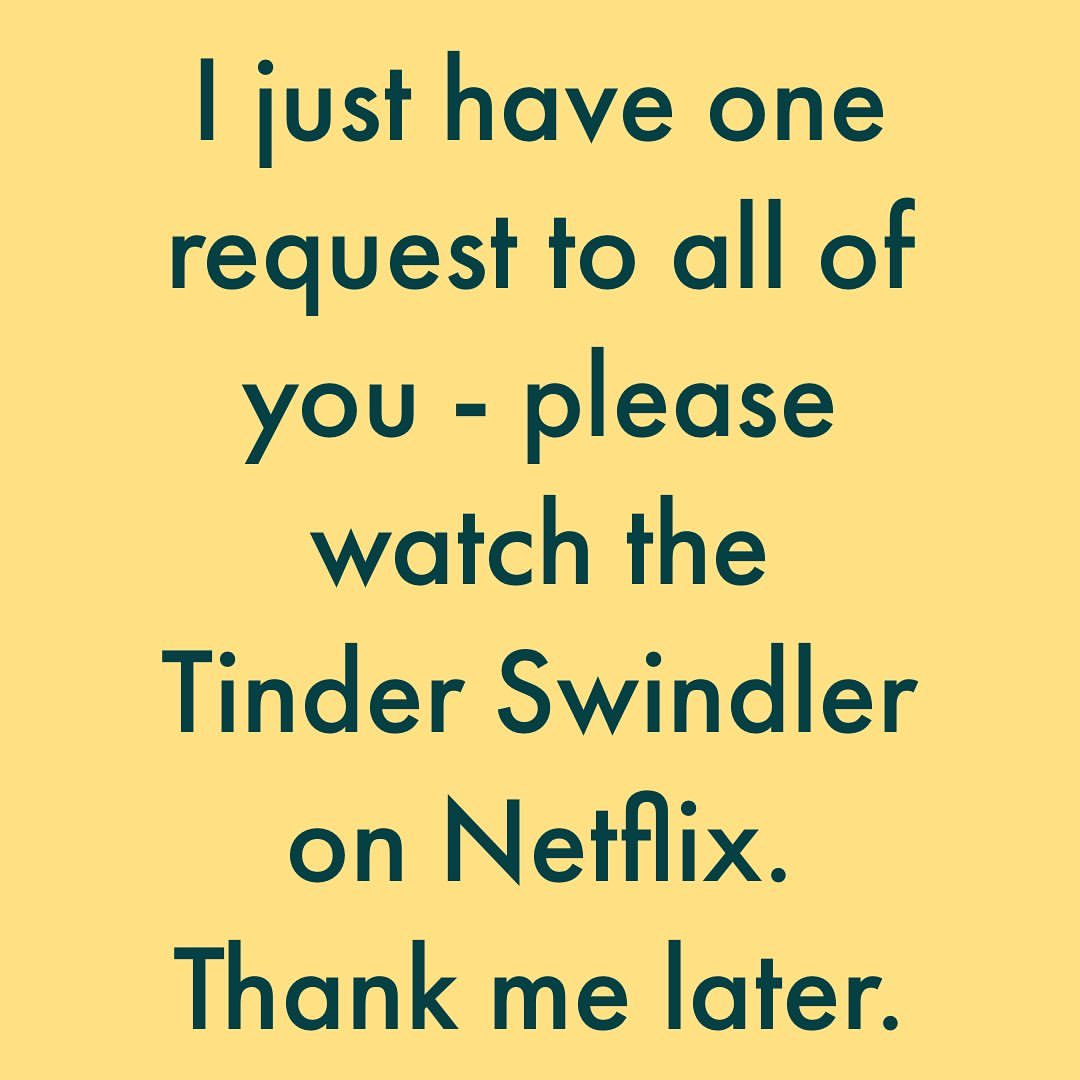 I just have one
request to all of
you - please
watch the
Tinder Swindler
on Netflix.
Thank me later.